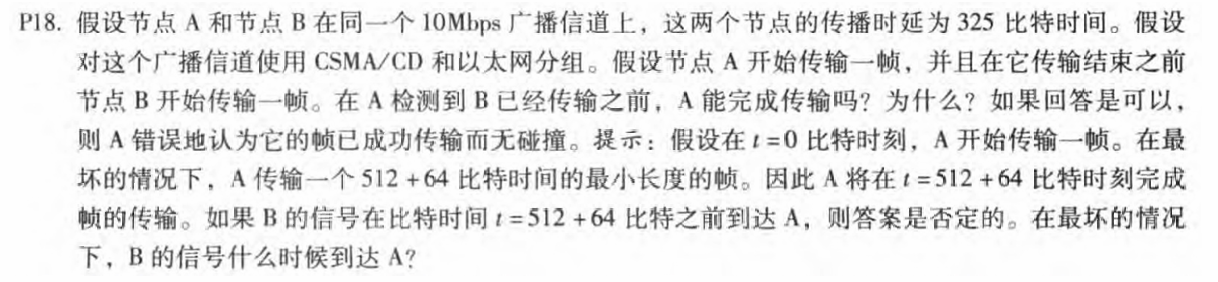 P18. 假设节点 A 和节点 B 在同一个 10Mbps 广播信道上，这两个节点的传播时延为 325 比特时间。假设
对这个广播信道使用 CSMA/CD 和以太网分组。假设节点 A 开始传输一帧，并且在它传输结束之前
节点 B 开始传输一帧。在 A 检测到 B 已经传输之前，A 能完成传输吗？为什么？如果回答是可以，
则 A 错误地认为它的帧已成功传输而无碰撞。提示：假设在 t =0 比特时刻，A 开始传输一帧。在最
坏的情况下，A 传输一个 512 +64 比特时间的最小长度的帧。因此 A 将在 t =512 +64 比特时刻完成
帧的传输。如果 B 的信号在比特时间 t =512 +64 比特之前到达 A，则答案是否定的。在最坏的情况
下，B 的信号什么时候到达 A?